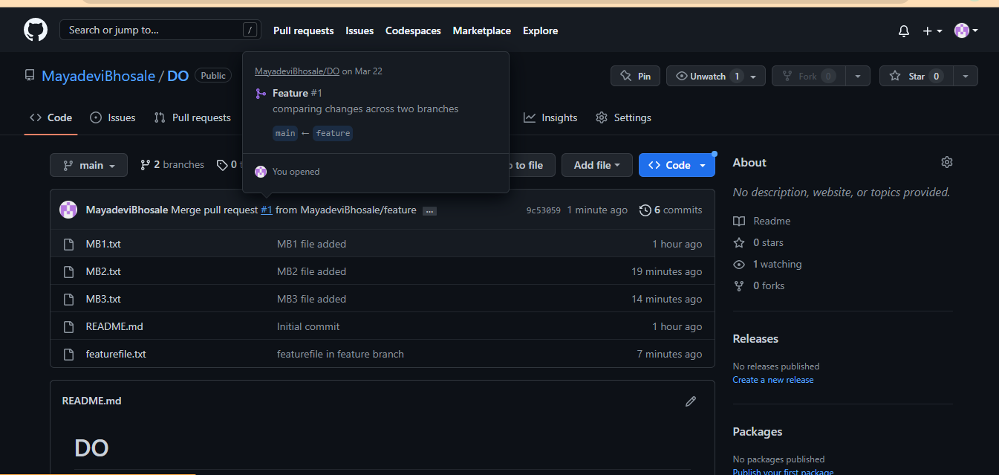 Search or jump to... /
Pull requests Issues Codespaces Marketplace Explore
MayadeviBhosale / DO Public
Pin Unwatch 1 Fork 0 Star 0
MayadeviBhosale/DO on Mar 22
Feature #1
comparing changes across two branches
main ← feature
You opened
Code Issues Pull requests Insights Settings
main 2 branches 0 to file Add file Code
MayadeviBhosale Merge pull request #1 from MayadeviBhosale/feature ... 9c53059 1 minute ago 6 commits
MB1.txt MB1 file added 1 hour ago
MB2.txt MB2 file added 19 minutes ago
MB3.txt MB3 file added 14 minutes ago
README.md Initial commit 1 hour ago
featurefile.txt featurefile in feature branch 7 minutes ago
README.md
DO
About
No description, website, or topics provided.
Readme
0 stars
1 watching
0 forks
Releases
No releases published
Create a new release
Packages
No packages published
Publish your first package